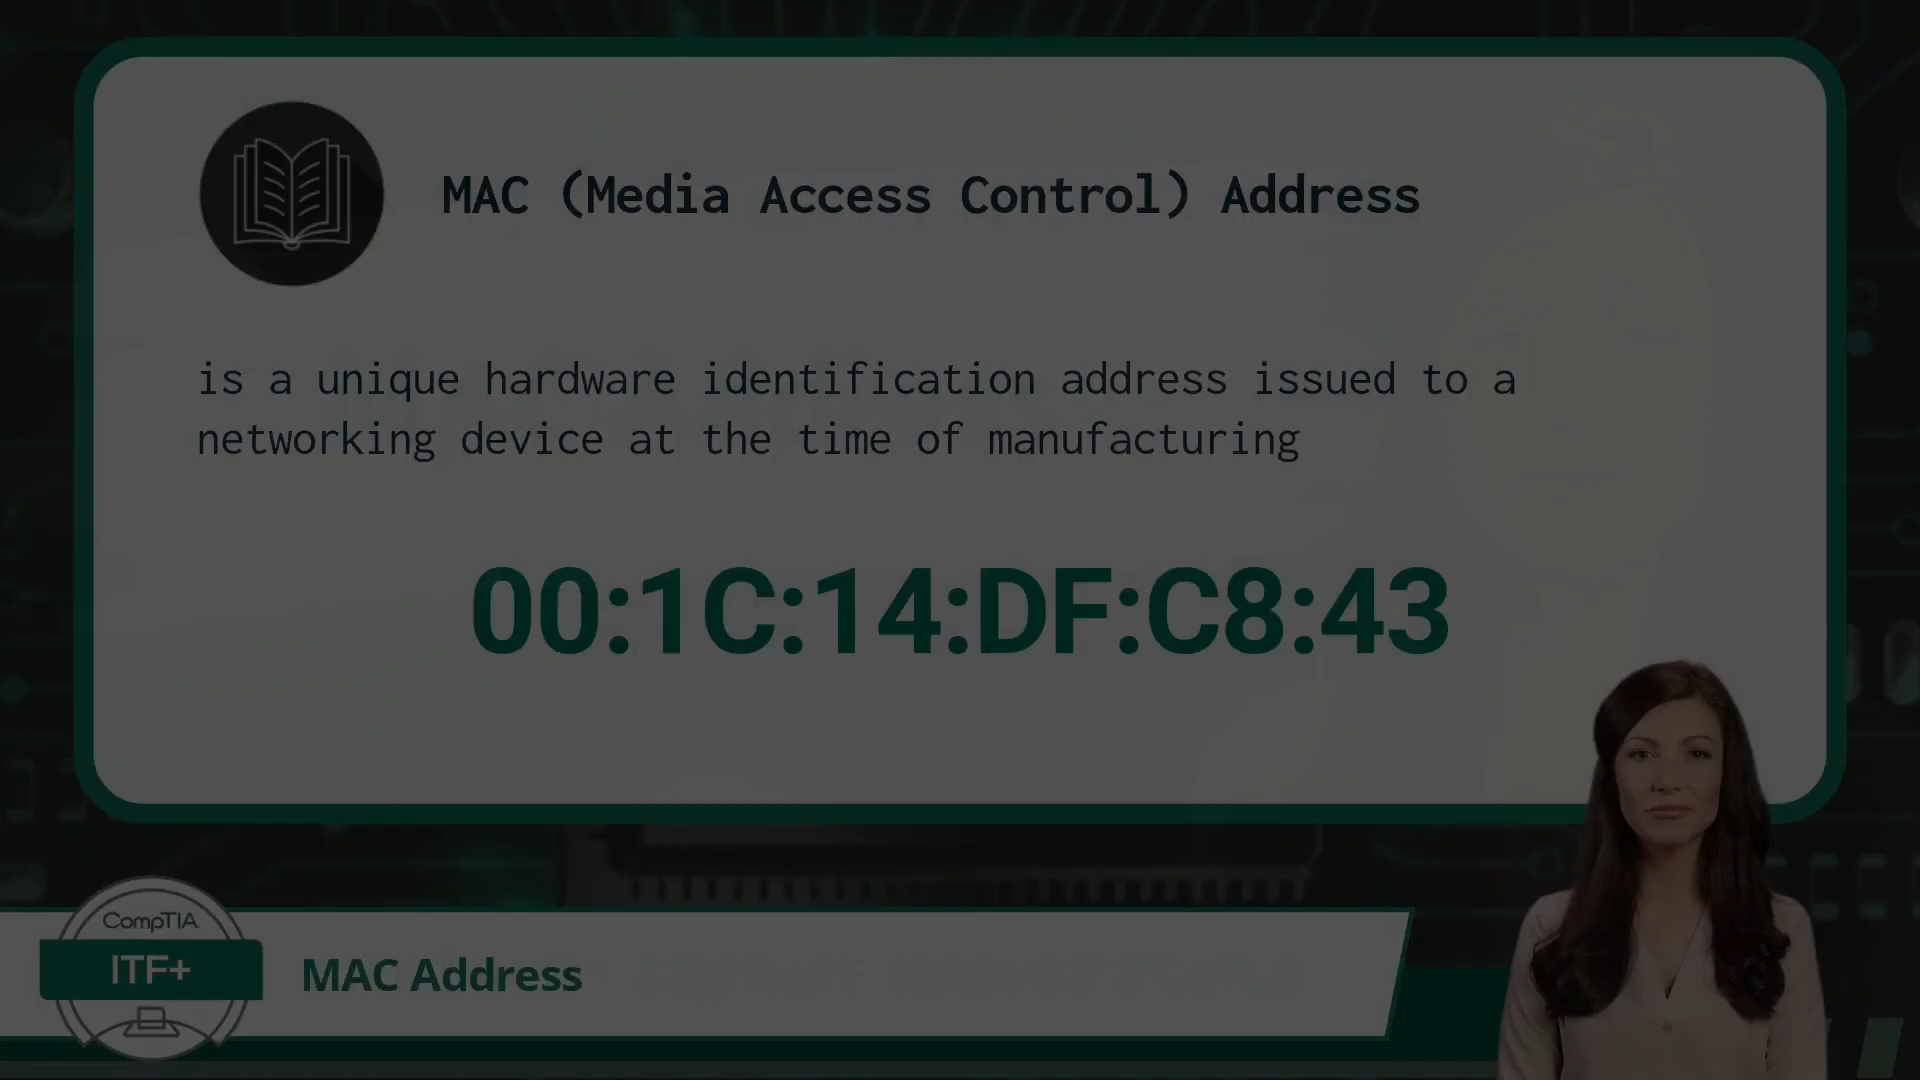 MAC (Media Access Control) Address
is a unique hardware identification address issued to a
networking device at the time of manufacturing
00:1C:14:DF:C8:43
CompTIA
ITF+
MAC Address